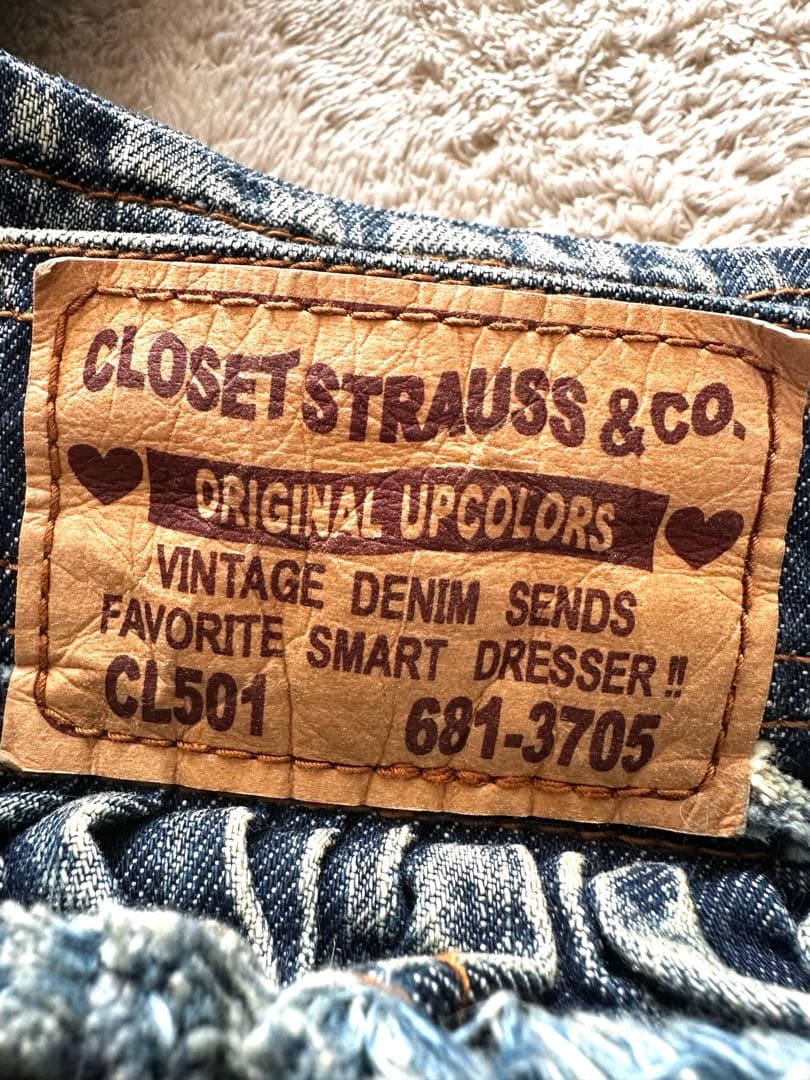 CLOSET STRAUSS & CO.
ORIGINAL UPCOLORS
VINTAGE DENIM SENDS
FAVORITE SMART DRESSER !!
CL501 681-3705